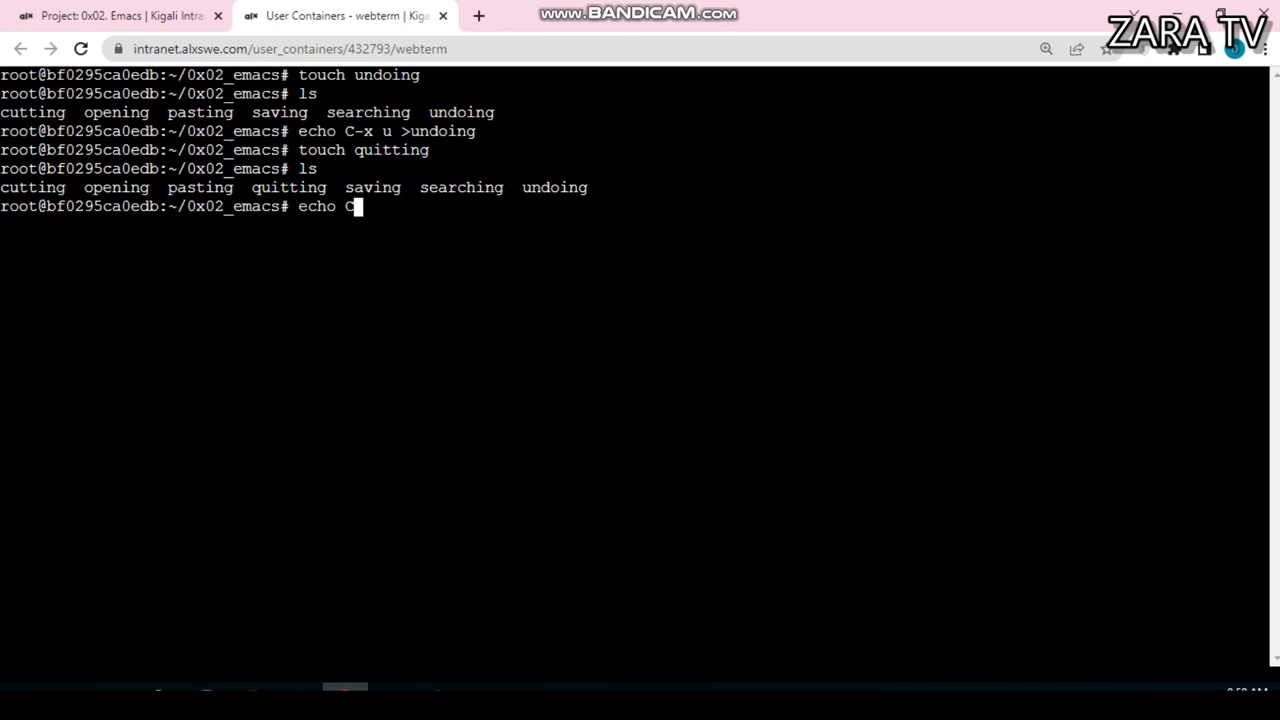 Project: 0x02. Emacs | Kigali Intra
User Containers - webterm | Kiga
www.BANDICAM.com
ZARA TV
intranet.alxswe.com/user_containers/432793/webterm
root@bf0295ca0edb:~/0x02_emacs# touch undoing
root@bf0295ca0edb:~/0x02_emacs# ls
cutting opening pasting saving searching undoing
root@bf0295ca0edb:~/0x02_emacs# echo C-x u >undoing
root@bf0295ca0edb:~/0x02_emacs# touch quitting
root@bf0295ca0edb:~/0x02_emacs# ls
cutting opening pasting quitting saving searching undoing
root@bf0295ca0edb:~/0x02_emacs# echo C